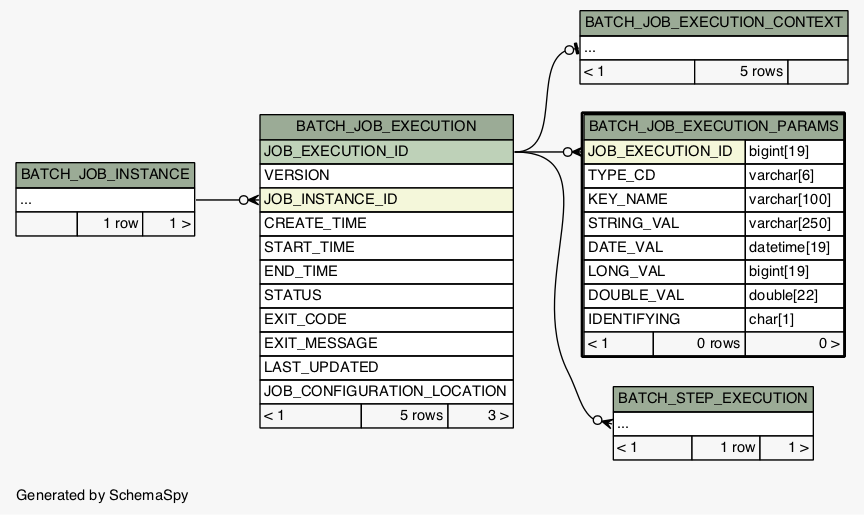 BATCH_JOB_EXECUTION_CONTEXT
...
< 1 5 rows
BATCH_JOB_EXECUTION
JOB_EXECUTION_ID
VERSION
JOB_INSTANCE_ID
CREATE_TIME
START_TIME
END_TIME
STATUS
EXIT_CODE
EXIT_MESSAGE
LAST_UPDATED
JOB_CONFIGURATION_LOCATION
< 1 5 rows 3 >
BATCH_JOB_EXECUTION_PARAMS
JOB_EXECUTION_ID bigint[19]
TYPE_CD varchar[6]
KEY_NAME varchar[100]
STRING_VAL varchar[250]
DATE_VAL datetime[19]
LONG_VAL bigint[19]
DOUBLE_VAL double[22]
IDENTIFYING char[1]
< 1 0 rows 0 >
BATCH_JOB_INSTANCE
...
1 row 1 >
BATCH_STEP_EXECUTION
...
< 1 1 row 1 >
Generated by SchemaSpy